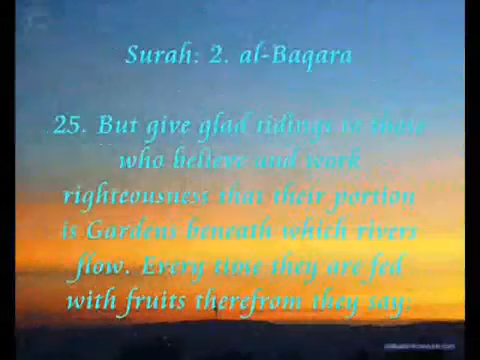 Surah: 2. al-Baqara
25. But give glad tidings to those
who believe and work
righteousness that their portion
is Gardens beneath which rivers
flow. Every time they are fed
with fruits therefrom they say: